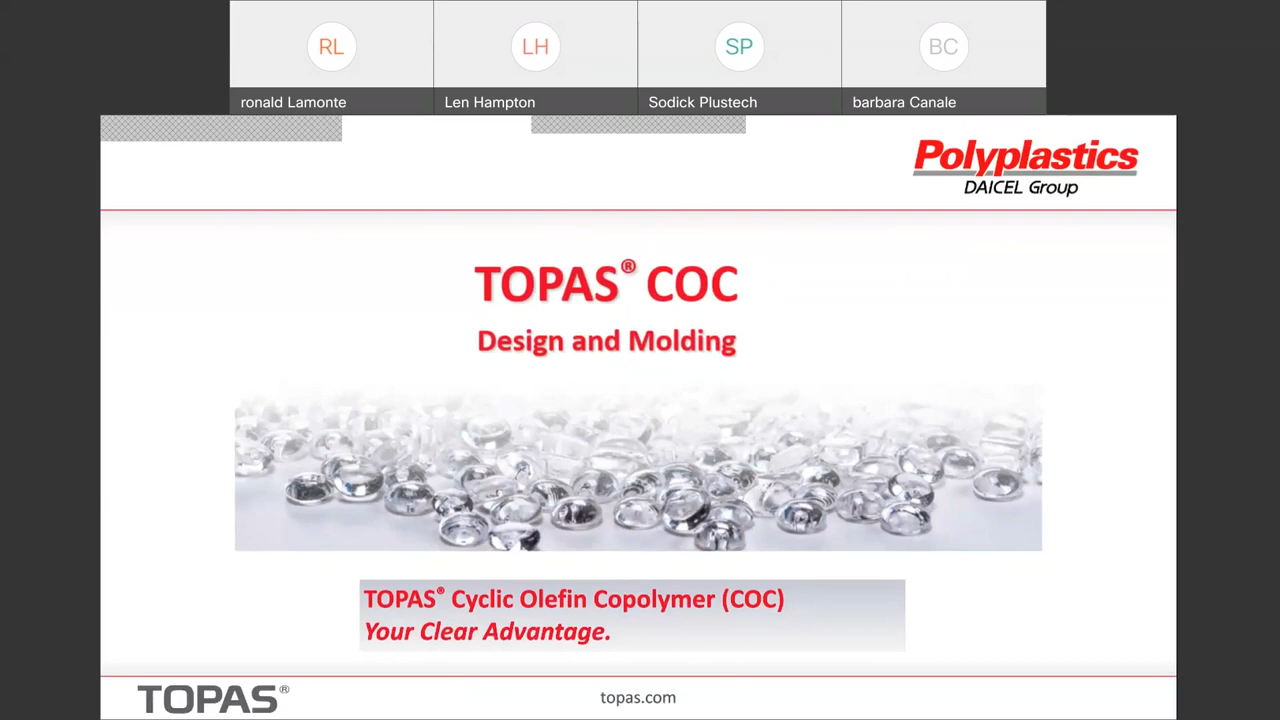 RL
LH
SP
BC
ronald Lamonte
Len Hampton
Sodick Plustech
barbara Canale
Polyplastics
DAICEL Group
TOPAS® COC
Design and Molding
TOPAS® Cyclic Olefin Copolymer (COC)
Your Clear Advantage.
TOPAS®
topas.com